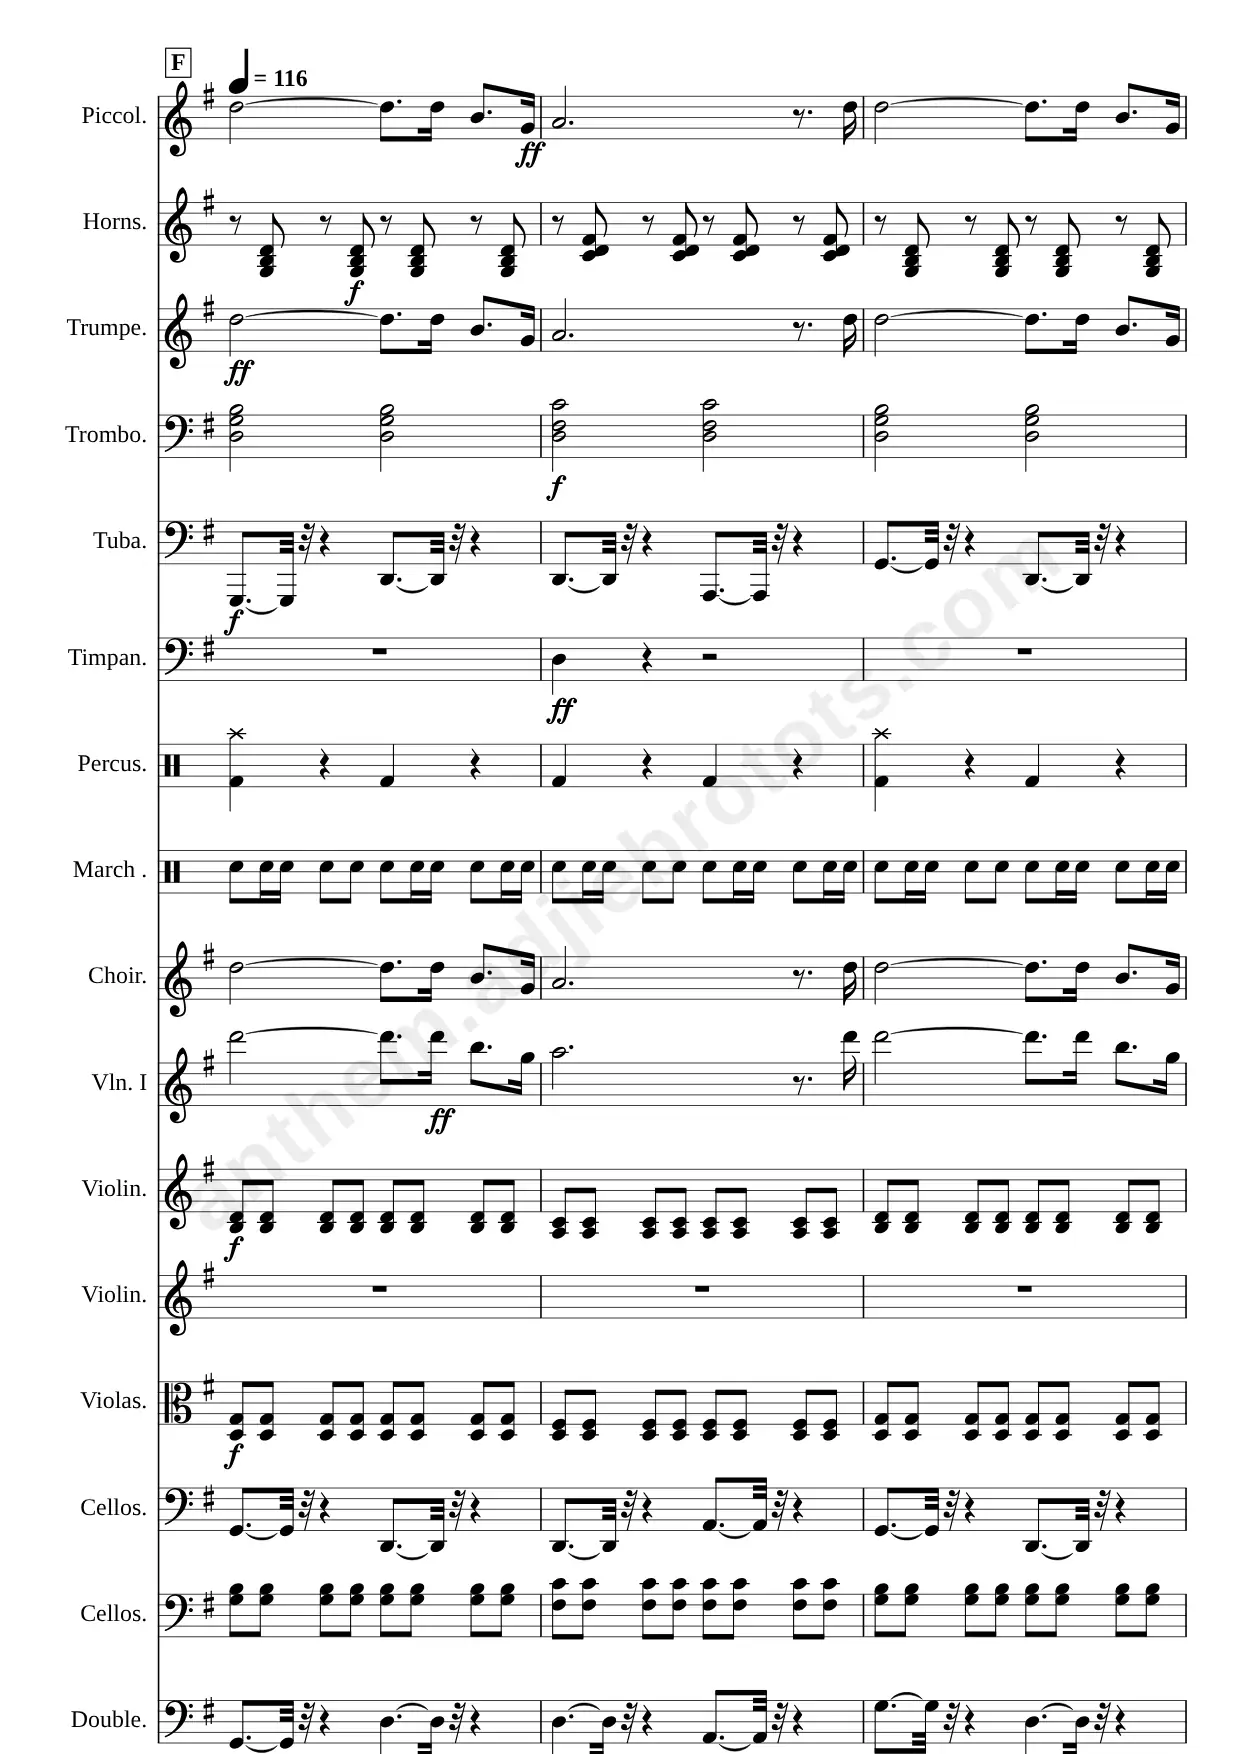 F
= 116
Piccol.
ff
Horns.
f
Trumpe.
ff
Trombo.
f
Tuba.
f
Timpan.
ff
Percus.
March .
Choir.
Vln. I
ff
Violin.
f
Violin.
Violas.
f
Cellos.
Cellos.
Double.
anthem.adjiebrotots.com